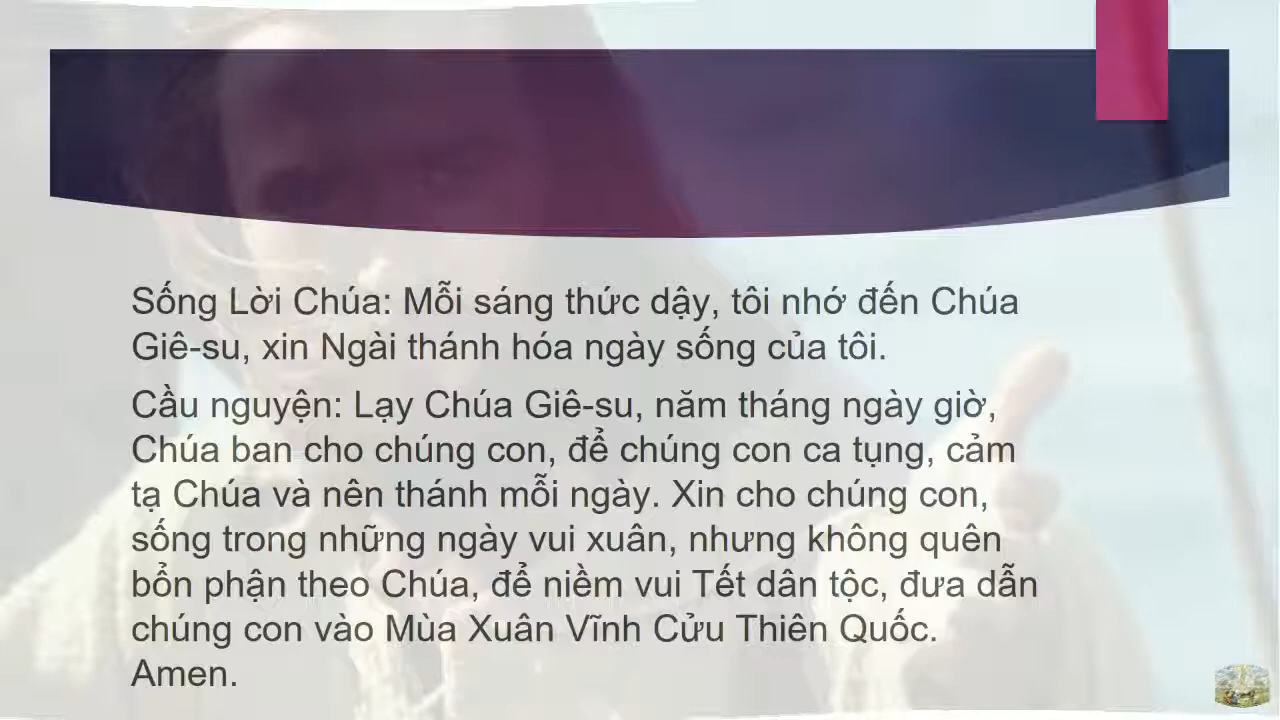 Sống Lời Chúa: Mỗi sáng thức dậy, tôi nhớ đến Chúa
Giê-su, xin Ngài thánh hóa ngày sống của tôi.
Cầu nguyện: Lạy Chúa Giê-su, năm tháng ngày giờ,
Chúa ban cho chúng con, để chúng con ca tụng, cảm
tạ Chúa và nên thánh mỗi ngày. Xin cho chúng con,
sống trong những ngày vui xuân, nhưng không quên
bổn phận theo Chúa, để niềm vui Tết dân tộc, đưa dẫn
chúng con vào Mùa Xuân Vĩnh Cửu Thiên Quốc.
Amen.